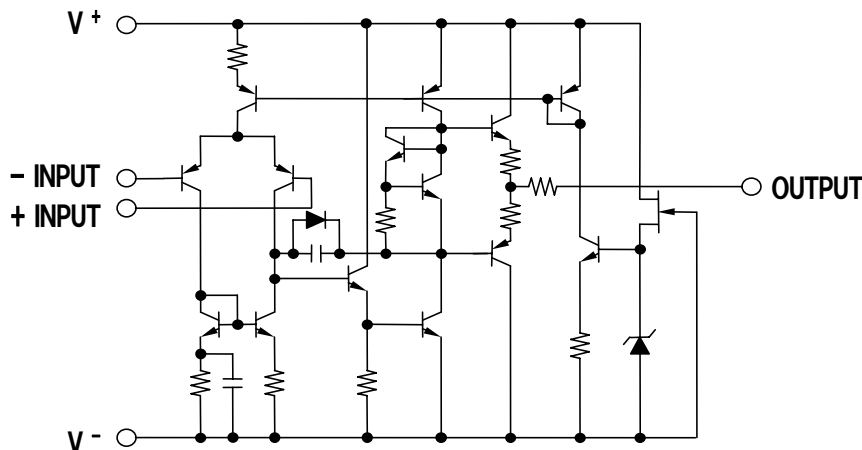 V+
- INPUT
+ INPUT
OUTPUT
V-